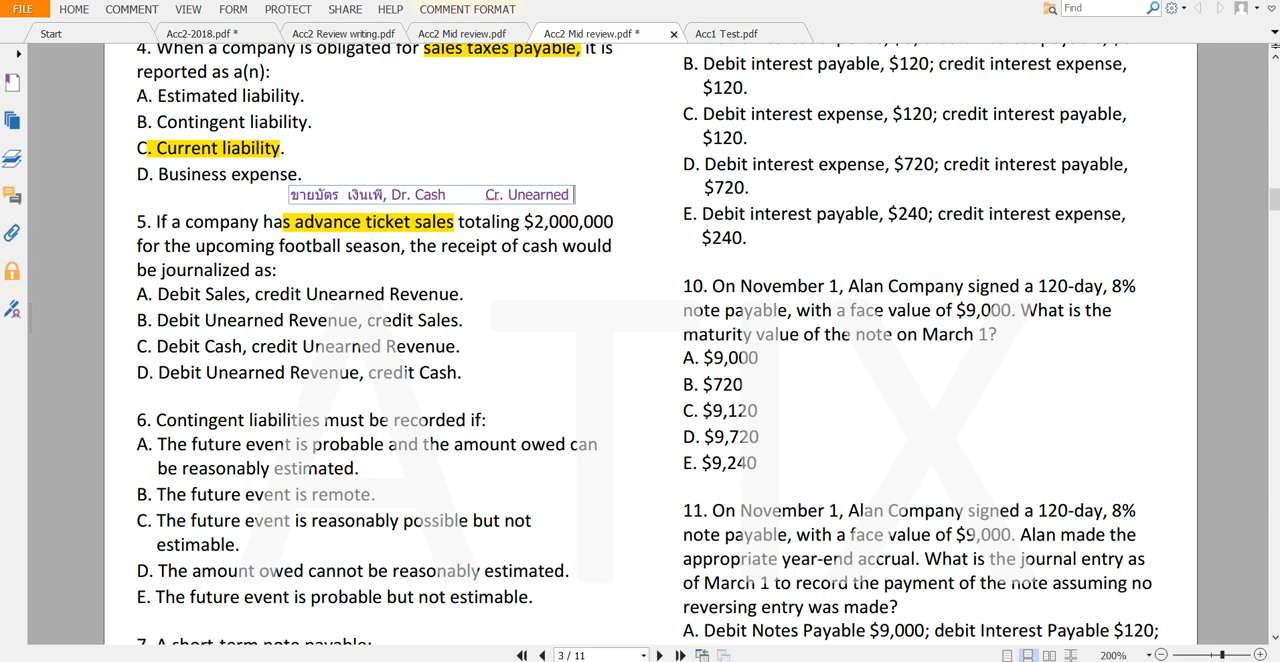 FILE HOME COMMENT VIEW FORM PROTECT SHARE HELP COMMENT FORMAT Find
Start Acc2-2018.pdf * Acc2 Review writing.pdf Acc2 Mid review.pdf Acc2 Mid review.pdf * Acc1 Test.pdf
4. When a company is obligated for sales taxes payable, it is
reported as a(n):
A. Estimated liability.
B. Contingent liability.
C. Current liability.
D. Business expense.
ขายบัตร เงินเพิ่, Dr. Cash Cr. Unearned
5. If a company has advance ticket sales totaling $2,000,000
for the upcoming football season, the receipt of cash would
be journalized as:
A. Debit Sales, credit Unearned Revenue.
B. Debit Unearned Revenue, credit Sales.
C. Debit Cash, credit Unearned Revenue.
D. Debit Unearned Revenue, credit Cash.
6. Contingent liabilities must be recorded if:
A. The future event is probable and the amount owed can
be reasonably estimated.
B. The future event is remote.
C. The future event is reasonably possible but not
estimable.
D. The amount owed cannot be reasonably estimated.
E. The future event is probable but not estimable.
7. A short-term note payable:
B. Debit interest payable, $120; credit interest expense,
$120.
C. Debit interest expense, $120; credit interest payable,
$120.
D. Debit interest expense, $720; credit interest payable,
$720.
E. Debit interest payable, $240; credit interest expense,
$240.
10. On November 1, Alan Company signed a 120-day, 8%
note payable, with a face value of $9,000. What is the
maturity value of the note on March 1?
A. $9,000
B. $720
C. $9,120
D. $9,720
E. $9,240
11. On November 1, Alan Company signed a 120-day, 8%
note payable, with a face value of $9,000. Alan made the
appropriate year-end accrual. What is the journal entry as
of March 1 to record the payment of the note assuming no
reversing entry was made?
A. Debit Notes Payable $9,000; debit Interest Payable $120;
ATIX
3 / 11 200%